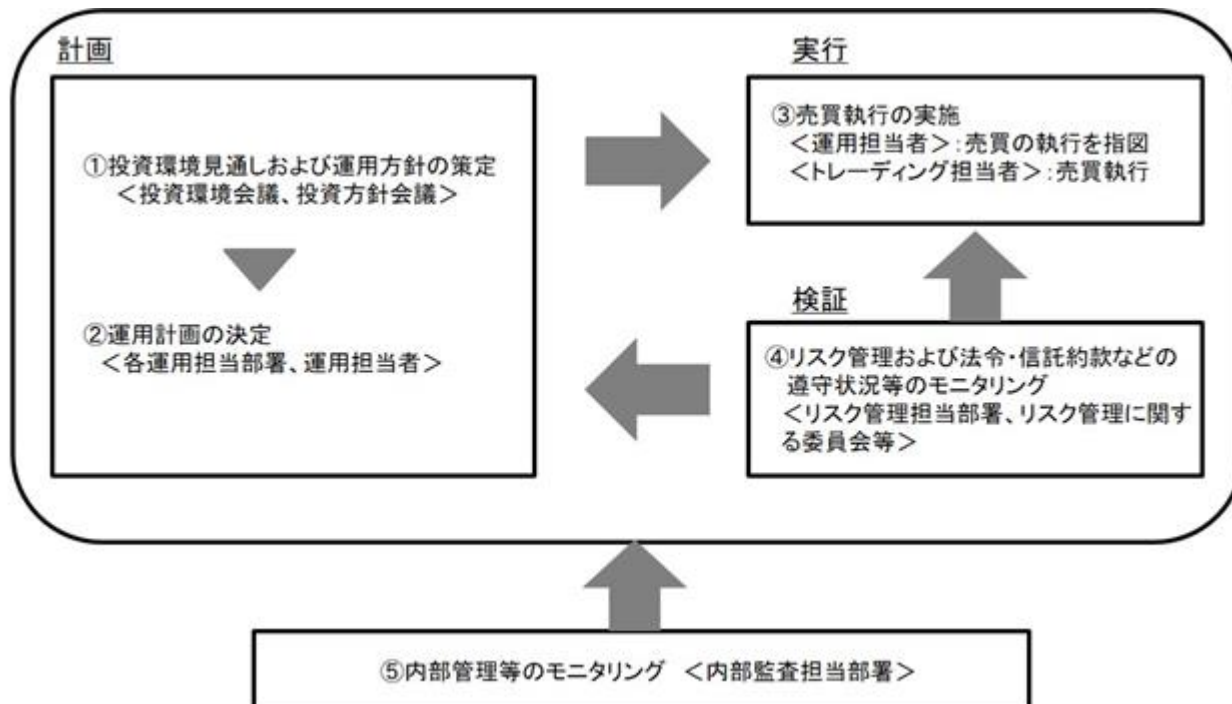 計画
①投資環境見通しおよび運用方針の策定
＜投資環境会議、投資方針会議＞
②運用計画の決定
＜各運用担当部署、運用担当者＞
実行
③売買執行の実施
＜運用担当者＞：売買の執行を指図
＜トレーディング担当者＞：売買執行
検証
④リスク管理および法令・信託約款などの
遵守状況等のモニタリング
＜リスク管理担当部署、リスク管理に関す
る委員会等＞
⑤内部管理等のモニタリング　＜内部監査担当部署＞